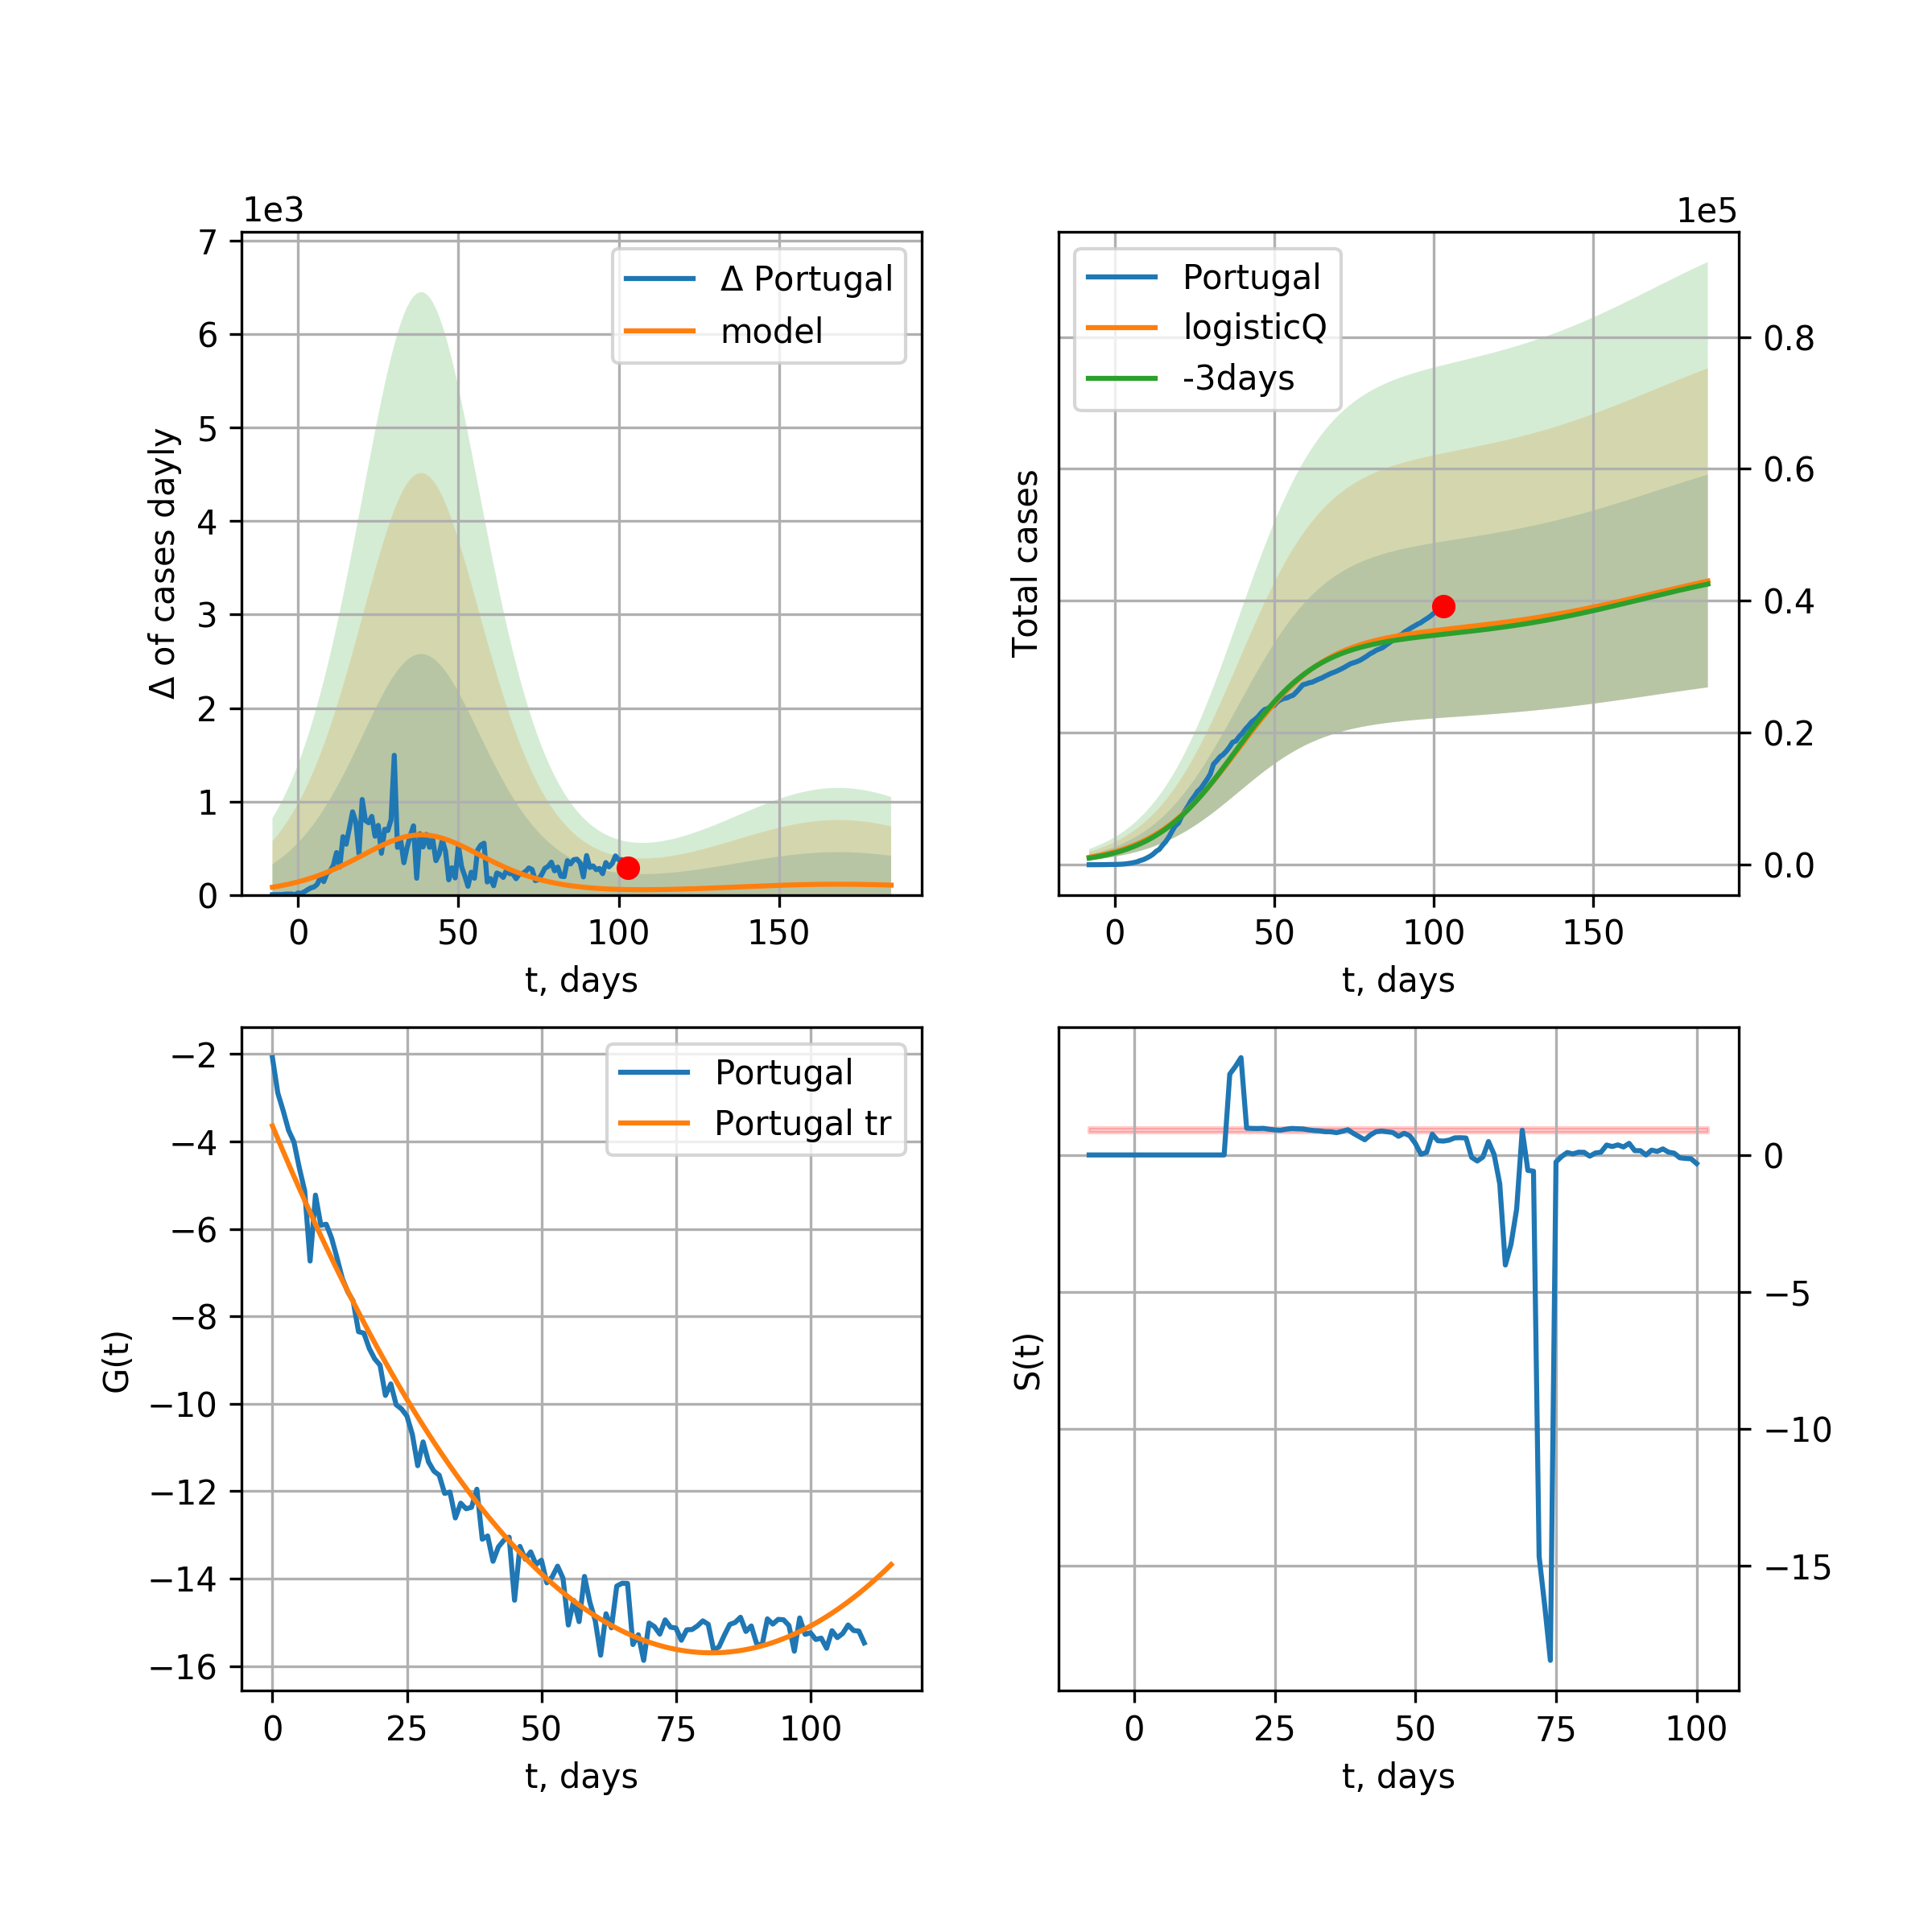 1e3
Δ of cases dayly
7
6
5
4
3
2
1
0
Δ Portugal
model
0 50 100 150
t, days
1e5
Total cases
Portugal
logisticQ
-3days
0.8
0.6
0.4
0.2
0.0
0 50 100 150
t, days
G(t)
−2
−4
−6
−8
−10
−12
−14
−16
Portugal
Portugal tr
0 25 50 75 100
t, days
S(t)
0
−5
−10
−15
0 25 50 75 100
t, days